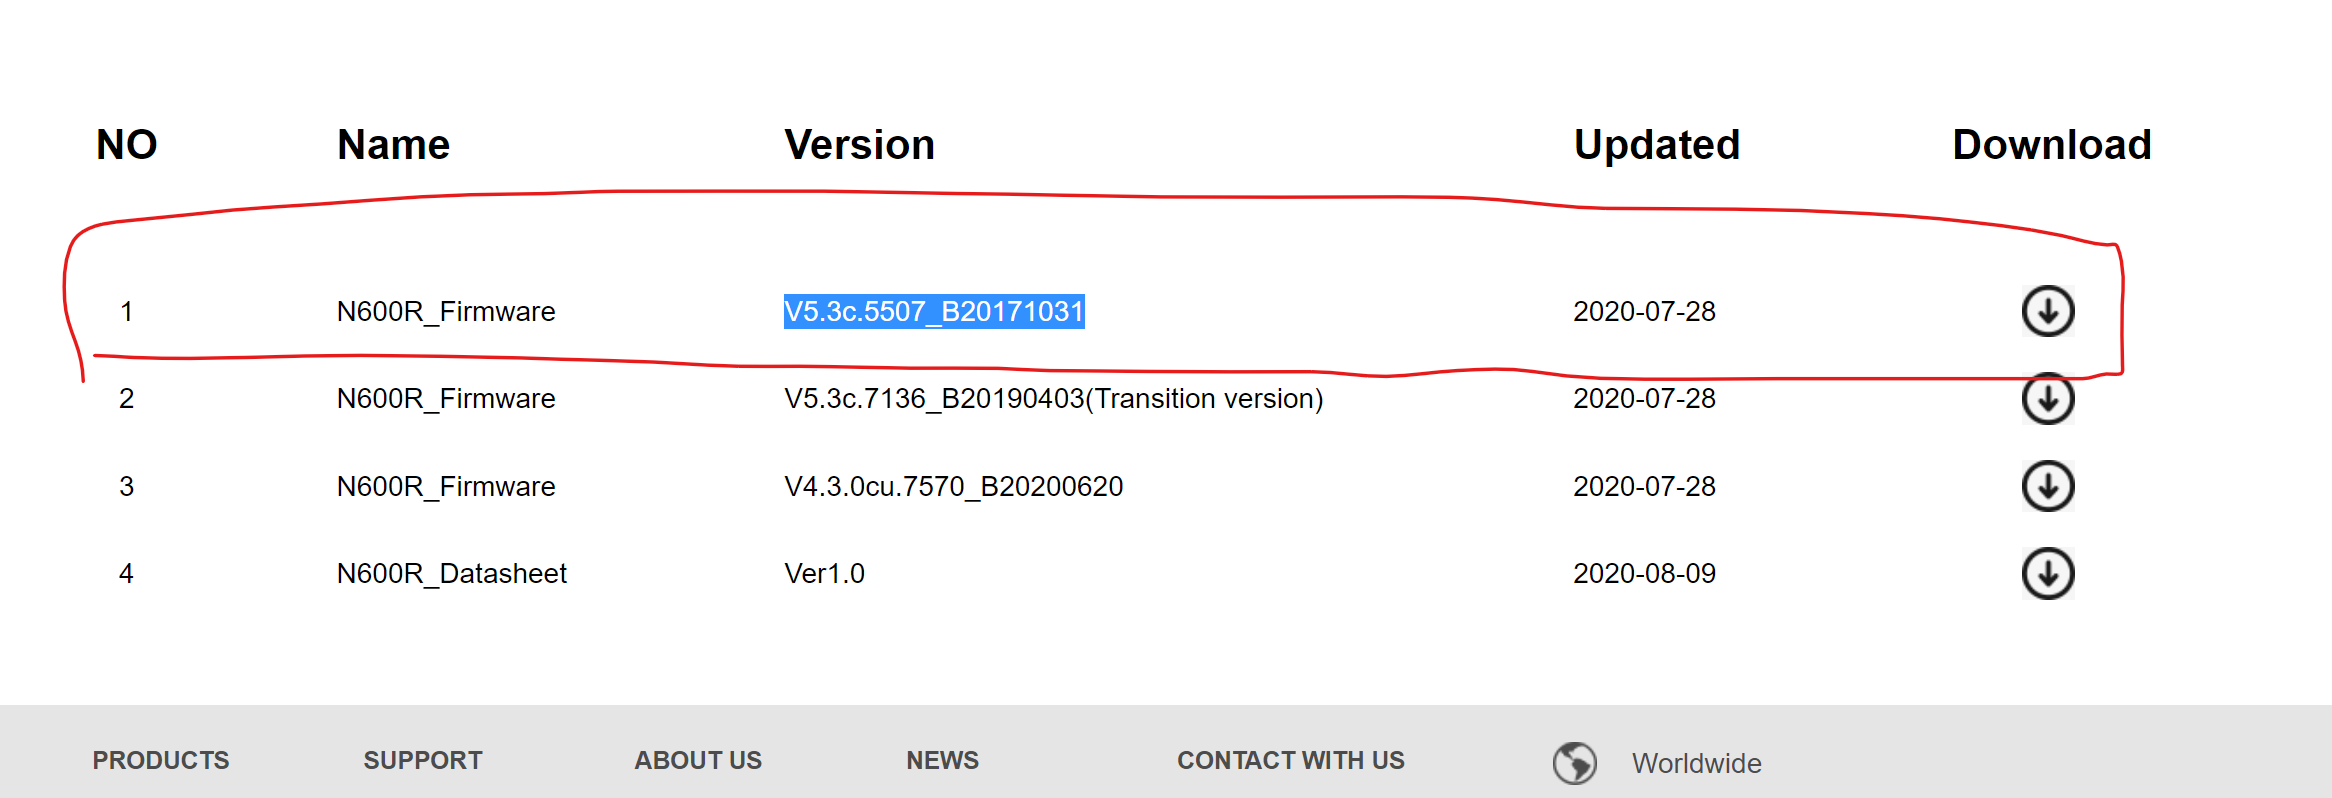 NO Name Version Updated Download
1 N600R_Firmware V5.3c.5507_B20171031 2020-07-28
2 N600R_Firmware V5.3c.7136_B20190403(Transition version) 2020-07-28
3 N600R_Firmware V4.3.0cu.7570_B20200620 2020-07-28
4 N600R_Datasheet Ver1.0 2020-08-09
PRODUCTS SUPPORT ABOUT US NEWS CONTACT WITH US Worldwide